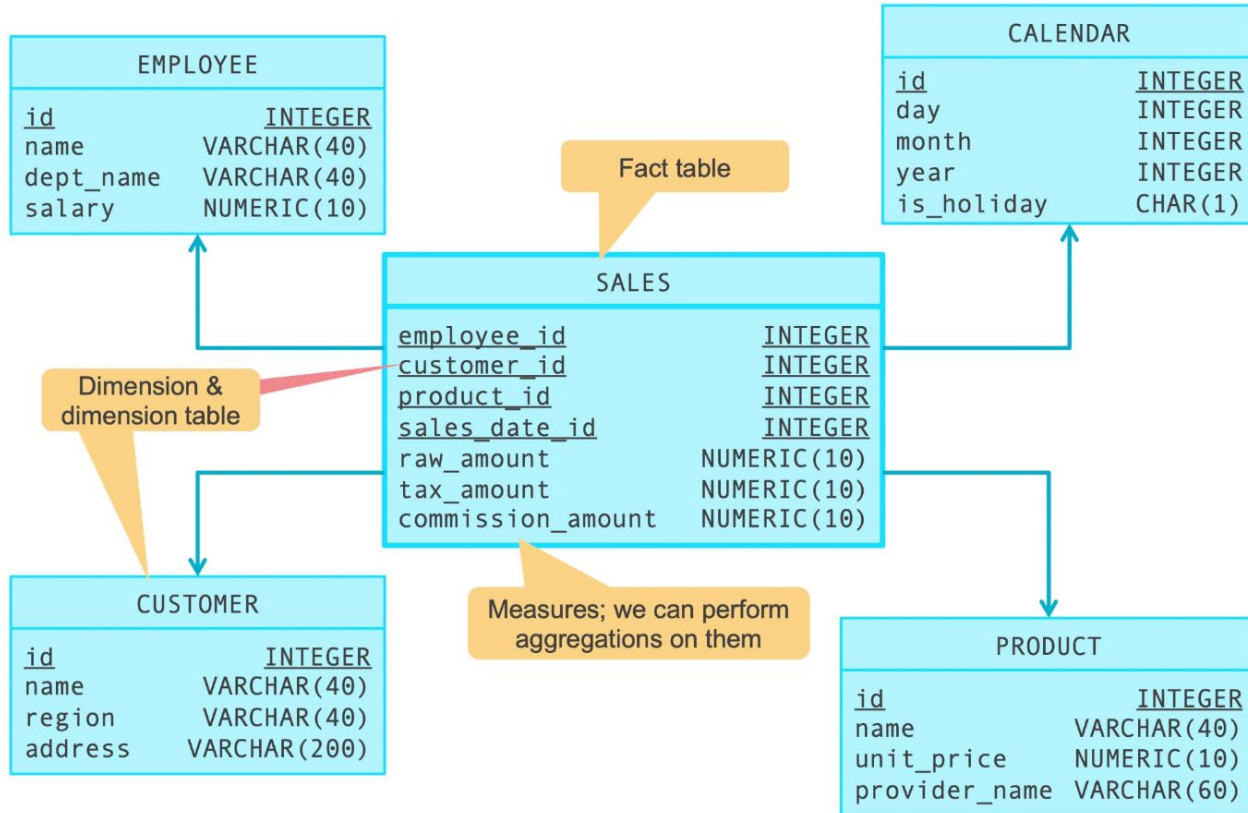 EMPLOYEE
id INTEGER
name VARCHAR(40)
dept_name VARCHAR(40)
salary NUMERIC(10)
CALENDAR
id INTEGER
day INTEGER
month INTEGER
year INTEGER
is_holiday CHAR(1)
Fact table
SALES
employee_id INTEGER
customer_id INTEGER
product_id INTEGER
sales_date_id INTEGER
raw_amount NUMERIC(10)
tax_amount NUMERIC(10)
commission_amount NUMERIC(10)
Dimension &
dimension table
Measures; we can perform
aggregations on them
CUSTOMER
id INTEGER
name VARCHAR(40)
region VARCHAR(40)
address VARCHAR(200)
PRODUCT
id INTEGER
name VARCHAR(40)
unit_price NUMERIC(10)
provider_name VARCHAR(60)